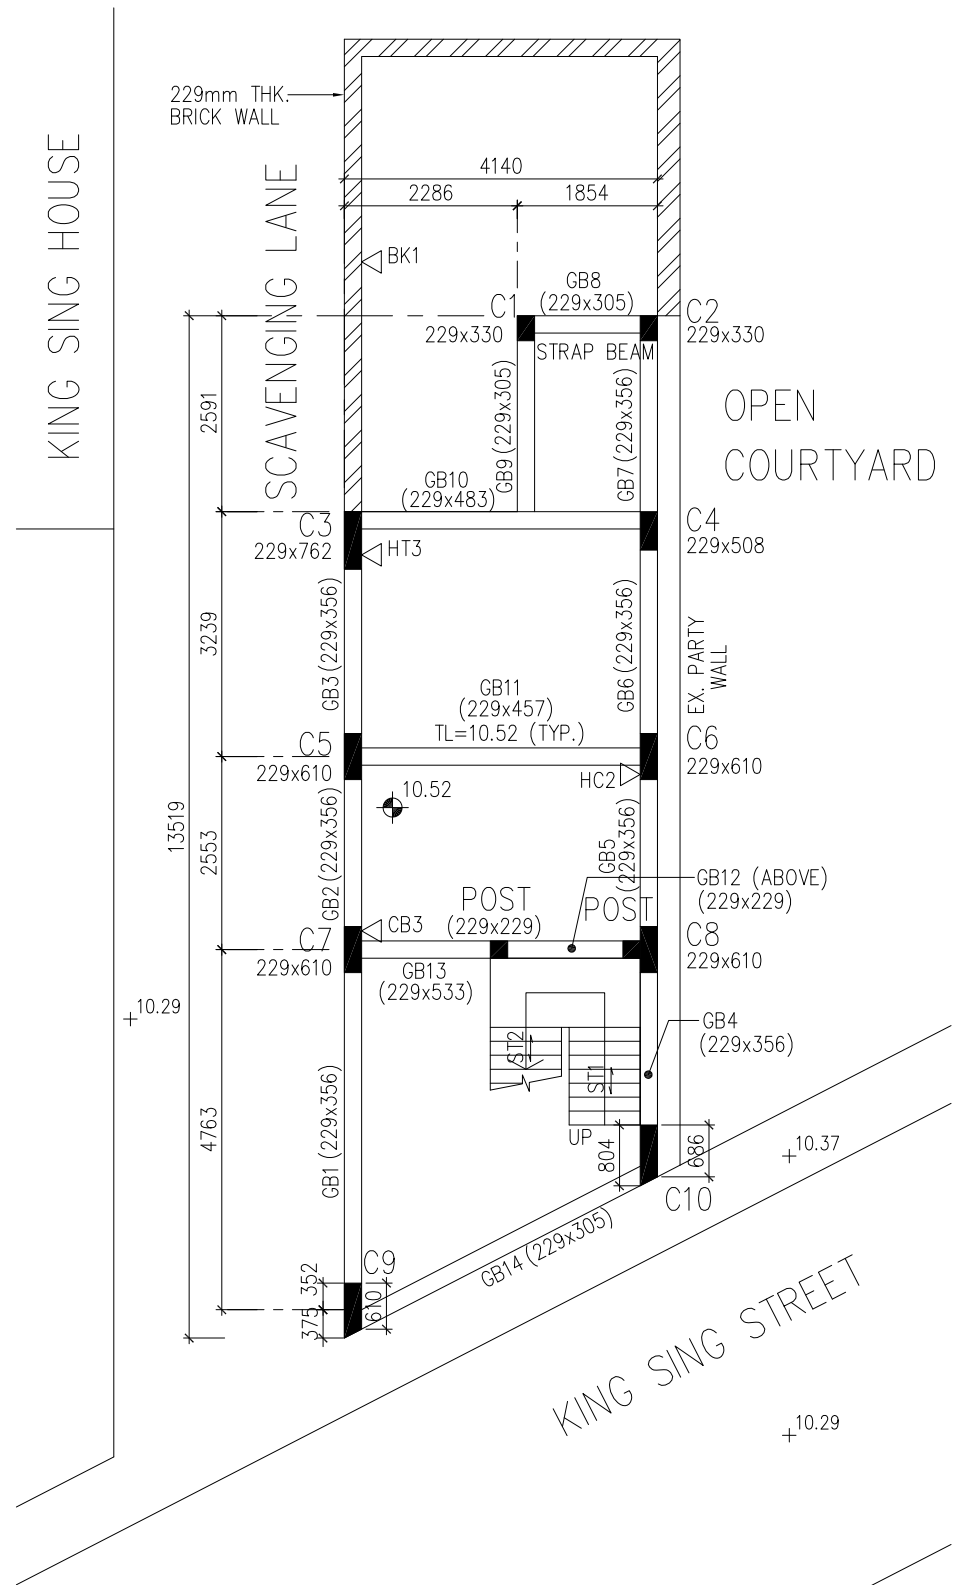 229mm THK.
BRICK WALL
KING SING HOUSE
SCAVENGING LANE
4140
2286
1854
BK1
GB8
(229x305)
C1
229x330
C2
229x330
STRAP BEAM
2591
GB9 (229x305)
GB7 (229x356)
OPEN
COURTYARD
GB10
(229x483)
C3
229x762
HT3
C4
229x508
3239
GB3 (229x356)
GB6 (229x356)
EX. PARTY
WALL
GB11
(229x457)
TL=10.52 (TYP.)
C5
229x610
C6
229x610
HC2
10.52
13519
2553
GB2 (229x356)
GB5
(229x356)
GB12 (ABOVE)
(229x229)
POST
(229x229)
POST
CB3
C7
229x610
C8
229x610
GB13
(229x533)
10.29
GB4
(229x356)
ST2
ST1
UP
4763
GB1 (229x356)
804
686
10.37
C10
GB14 (229x305)
C9
352
375
610
KING SING STREET
10.29